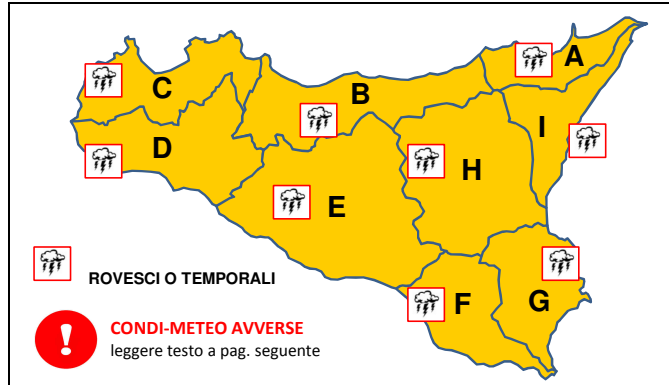 A
C
B
I
D
H
E
F
G
ROVESCI O TEMPORALI
!
CONDI-METEO AVVERSE
leggere testo a pag. seguente